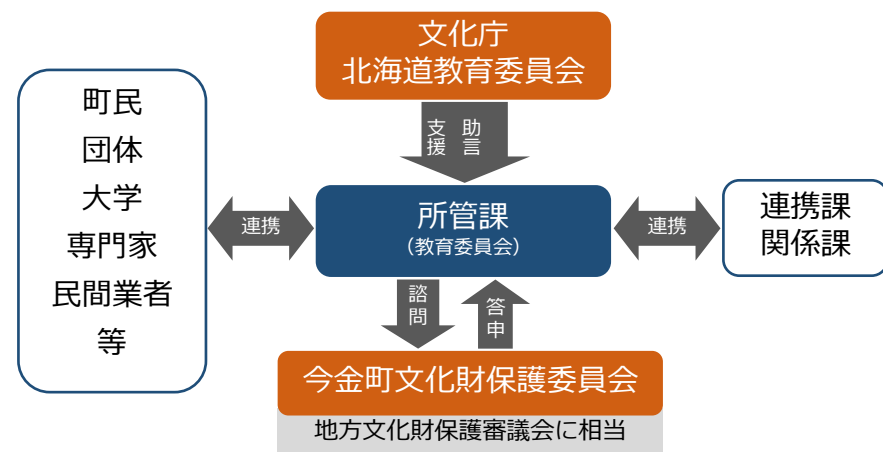 文化庁
北海道教育委員会
支援
助言
町民
団体
大学
専門家
民間業者
等
連携
所管課
（教育委員会）
連携
連携課
関係課
諮問
答申
今金町文化財保護委員会
地方文化財保護審議会に相当